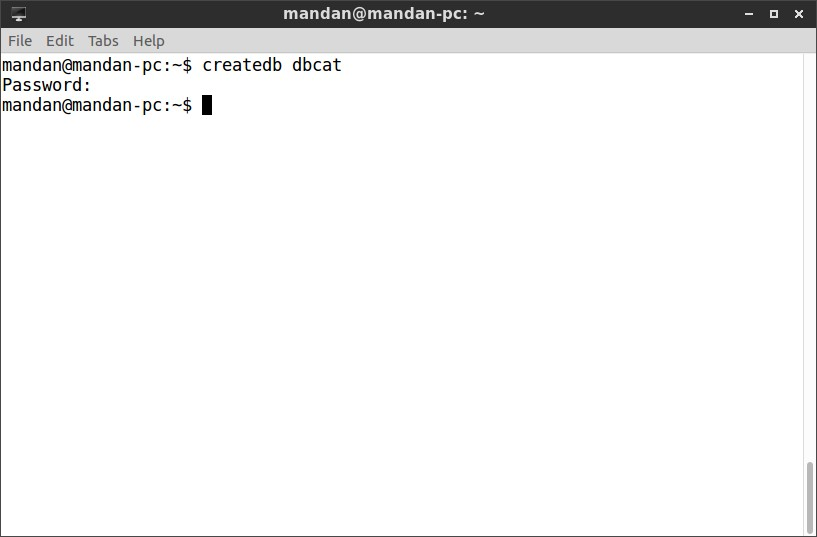 mandan@mandan-pc: ~
File Edit Tabs Help
mandan@mandan-pc:~$ createdb dbcat
Password:
mandan@mandan-pc:~$